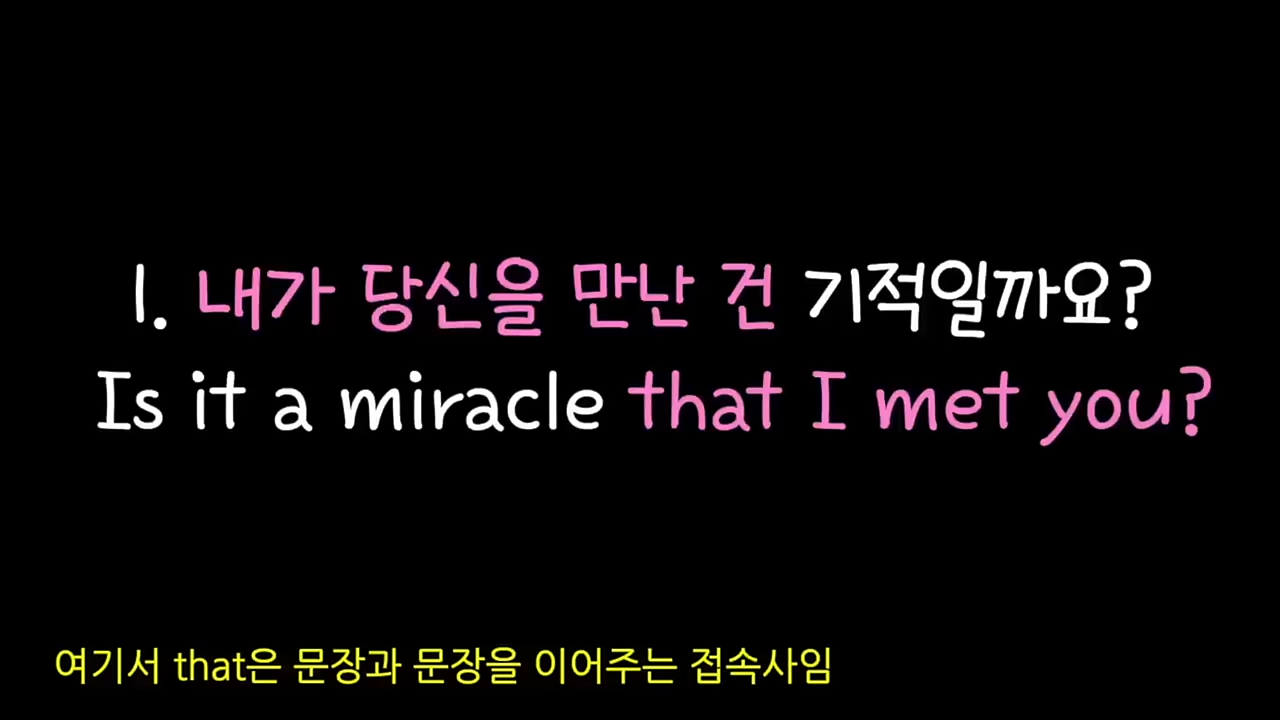 1. 내가 당신을 만난 건 기적일까요?
Is it a miracle that I met you?
여기서 that은 문장과 문장을 이어주는 접속사임